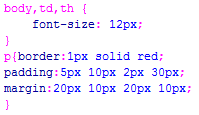 body,td,th {
    font-size: 12px;
}
p{border:1px solid red;
padding:5px 10px 2px 30px;
margin:20px 10px 20px 10px;
}